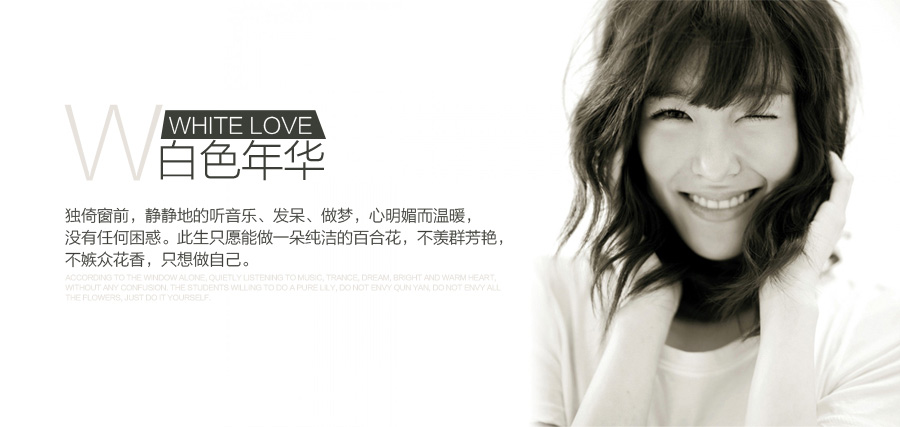 W
WHITE LOVE
白色年华
独倚窗前，静静地的听音乐、发呆、做梦，心明媚而温暖，
没有任何困惑。此生只愿能做一朵纯洁的百合花，不羡群芳艳，
不嫉众花香，只想做自己。
ACCORDING TO THE WINDOW ALONE, QUIETLY LISTENING TO MUSIC, TRANCE, DREAM, BRIGHT AND WARM HEART,
WITHOUT ANY CONFUSION. THE STUDENTS WILLING TO DO A PURE LILY, DO NOT ENVY QUN YAN, DO NOT ENVY ALL
THE FLOWERS, JUST DO IT YOURSELF.